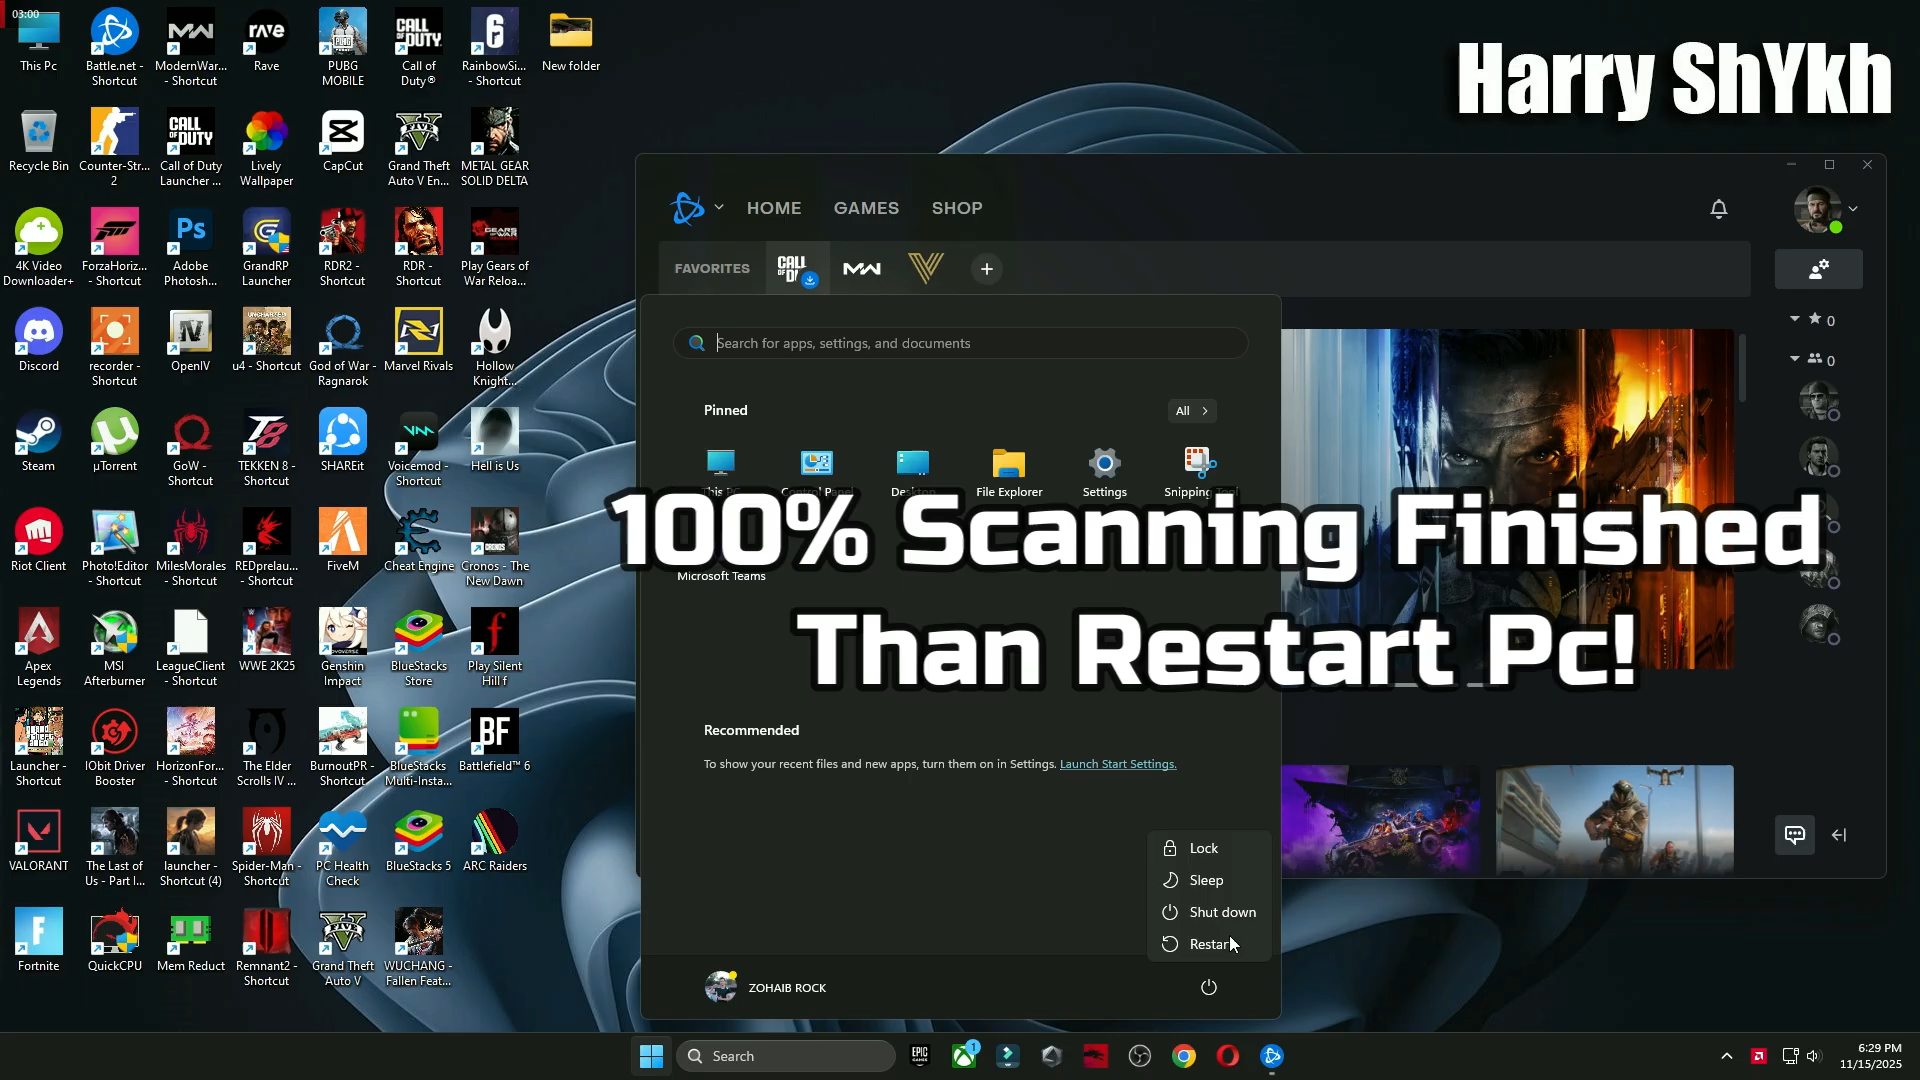 03:00
Harry ShYkh
This Pc
Battle.net - Shortcut
ModernWar... - Shortcut
Rave
PUBG MOBILE
Call of Duty®
RainbowSi... - Shortcut
New folder
Recycle Bin
Counter-Str... 2
Call of Duty Launcher ...
Lively Wallpaper
CapCut
Grand Theft Auto V En...
METAL GEAR SOLID DELTA
4K Video Downloader+
ForzaHoriz... - Shortcut
Adobe Photosh...
GrandRP Launcher
RDR2 - Shortcut
RDR - Shortcut
Play Gears of War Reloa...
Discord
recorder - Shortcut
OpenIV
u4 - Shortcut
God of War - Ragnarok
Marvel Rivals
Hollow Knight...
Steam
µTorrent
GoW - Shortcut
TEKKEN 8 - Shortcut
SHAREit
Voicemod - Shortcut
Hell is Us
Riot Client
Photo!Editor - Shortcut
MilesMorales - Shortcut
REDprelau... - Shortcut
FiveM
Cheat Engine
Cronos - The New Dawn
Apex Legends
MSI Afterburner
LeagueClient - Shortcut
WWE 2K25
Genshin Impact
BlueStacks Store
Play Silent Hill f
Launcher - Shortcut
IObit Driver Booster
HorizonFor... - Shortcut
The Elder Scrolls IV ...
BurnoutPR - Shortcut
BlueStacks Multi-Insta...
Battlefield™ 6
VALORANT
The Last of Us - Part I...
launcher - Shortcut (4)
Spider-Man - Shortcut
PC Health Check
BlueStacks 5
ARC Raiders
Fortnite
QuickCPU
Mem Reduct
Remnant2 - Shortcut
Grand Theft Auto V
WUCHANG - Fallen Feat...
HOME GAMES SHOP
FAVORITES
Search for apps, settings, and documents
Pinned
All
File Explorer
Settings
Snipping
100% Scanning Finished
Microsoft Teams
Than Restart Pc!
Recommended
To show your recent files and new apps, turn them on in Settings. Launch Start Settings.
0
0
Lock
Sleep
Shut down
Restart
ZOHAIB ROCK
Search
1
6:29 PM
11/15/2025